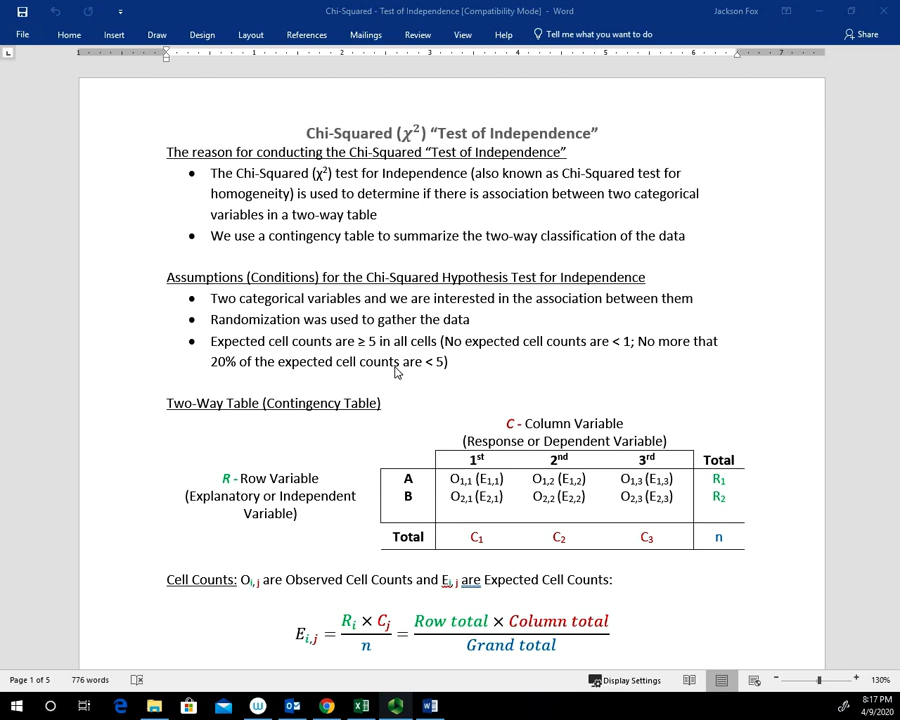 Chi-Squared - Test of Independence [Compatibility Mode] - Word
Jackson Fox
File Home Insert Draw Design Layout References Mailings Review View Help Tell me what you want to do Share
1 1 2 3 4 5 6 7
Chi-Squared (χ²) “Test of Independence”
The reason for conducting the Chi-Squared “Test of Independence”
• The Chi-Squared (χ²) test for Independence (also known as Chi-Squared test for
homogeneity) is used to determine if there is association between two categorical
variables in a two-way table
• We use a contingency table to summarize the two-way classification of the data
Assumptions (Conditions) for the Chi-Squared Hypothesis Test for Independence
• Two categorical variables and we are interested in the association between them
• Randomization was used to gather the data
• Expected cell counts are ≥ 5 in all cells (No expected cell counts are < 1; No more that
20% of the expected cell counts are < 5)
Two-Way Table (Contingency Table)
C - Column Variable
(Response or Dependent Variable)
1st 2nd 3rd Total
R - Row Variable
(Explanatory or Independent
Variable)
A O1,1 (E1,1) O1,2 (E1,2) O1,3 (E1,3) R1
B O2,1 (E2,1) O2,2 (E2,2) O2,3 (E2,3) R2
Total C1 C2 C3 n
Cell Counts: Oi,j are Observed Cell Counts and Ei,j are Expected Cell Counts:
Ei,j = Ri × Cj / n = Row total × Column total / Grand total
Page 1 of 5 776 words Display Settings 130%
8:17 PM
4/9/2020